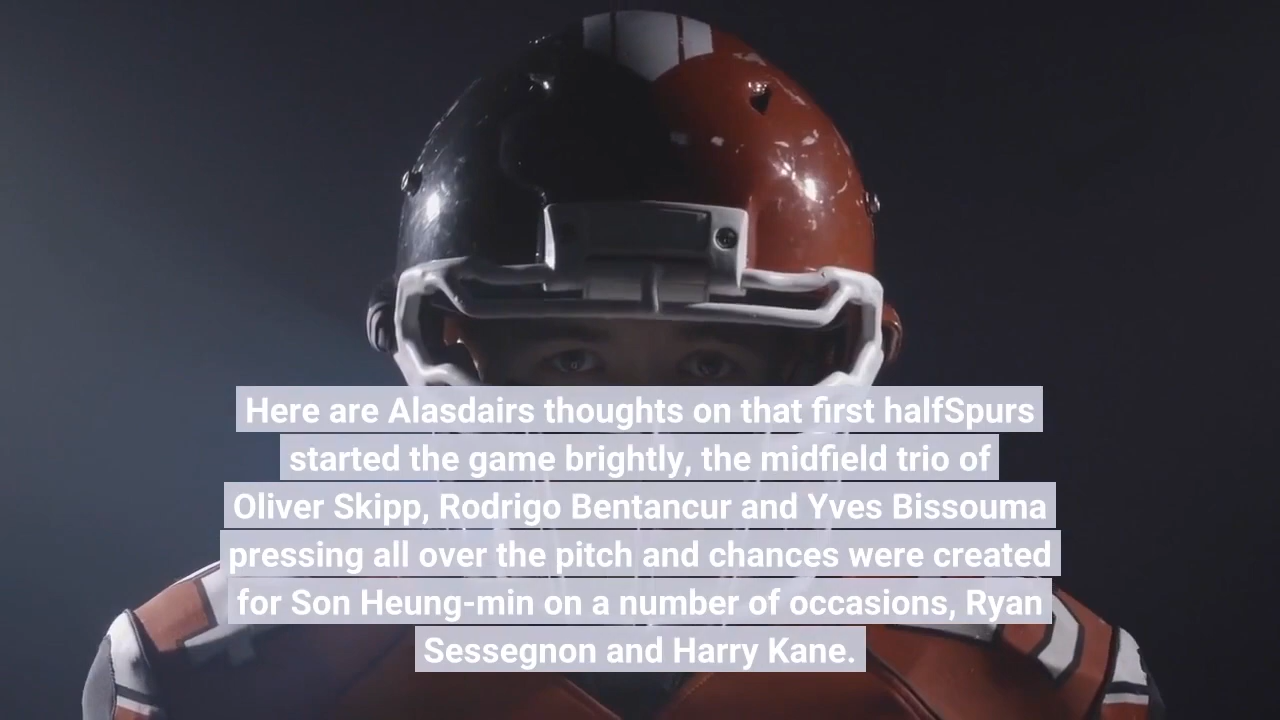 Here are Alasdairs thoughts on that first halfSpurs
started the game brightly, the midfield trio of
Oliver Skipp, Rodrigo Bentancur and Yves Bissouma
pressing all over the pitch and chances were created
for Son Heung-min on a number of occasions, Ryan
Sessegnon and Harry Kane.